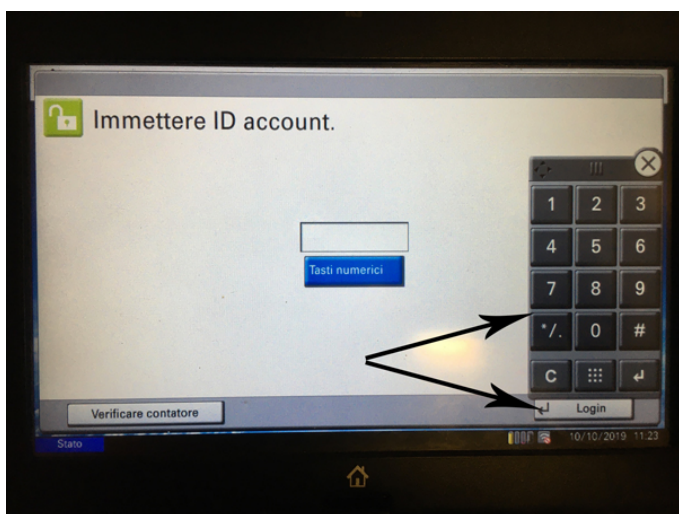 Immettere ID account.
1 2 3
Tasti numerici
4 5 6
7 8 9
*/. 0 #
C
Verificare contatore
Login
Stato
10/10/2019 11:23